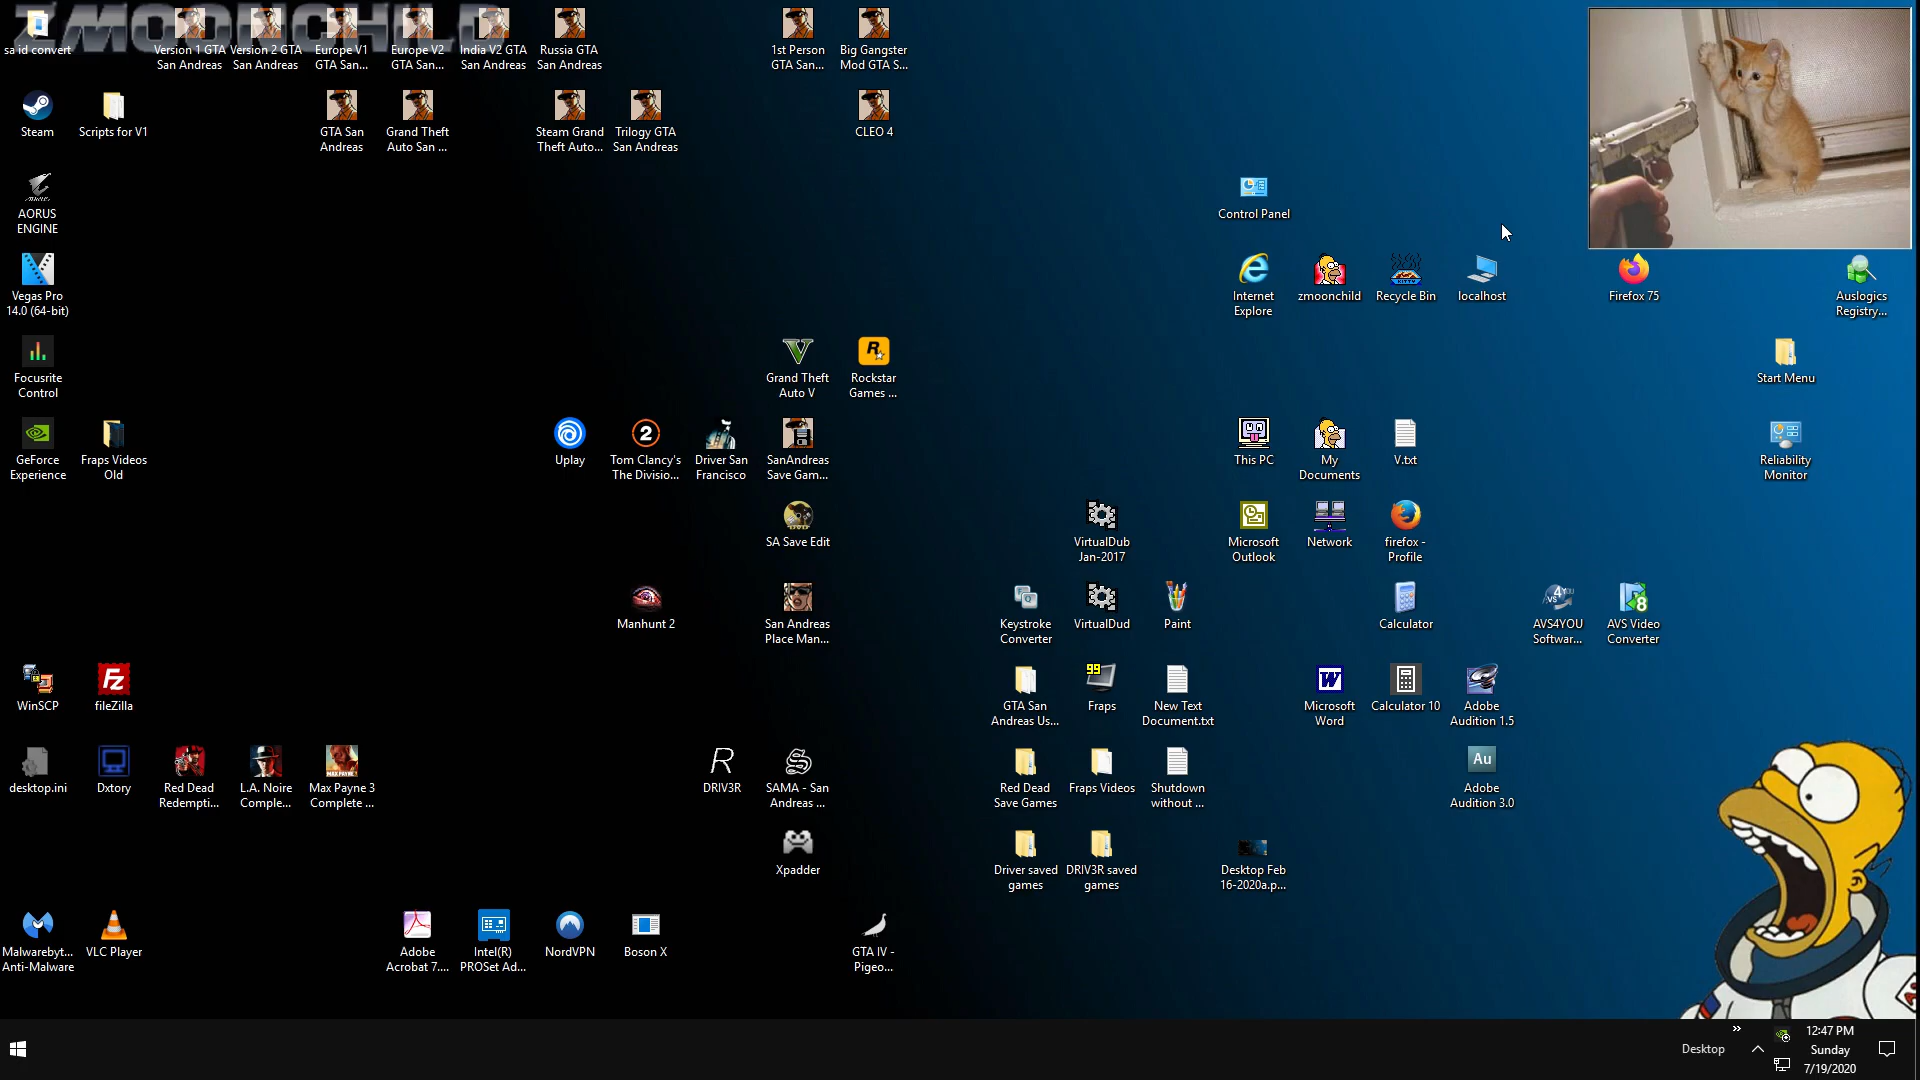 ZMOONCHILD
sa id convert
Version 1 GTA
San Andreas
Version 2 GTA
San Andreas
Europe V1
GTA San...
Europe V2
GTA San...
India V2 GTA
San Andreas
Russia GTA
San Andreas
1st Person
GTA San...
Big Gangster
Mod GTA S...
Steam
Scripts for V1
GTA San
Andreas
Grand Theft
Auto San ...
Steam Grand
Theft Auto...
Trilogy GTA
San Andreas
CLEO 4
AORUS
ENGINE
Control Panel
Vegas Pro
14.0 (64-bit)
Internet
Explore
zmoonchild
Recycle Bin
localhost
Firefox 75
Auslogics
Registry...
Focusrite
Control
Grand Theft
Auto V
Rockstar
Games ...
Start Menu
GeForce
Experience
Fraps Videos
Old
Uplay
Tom Clancy's
The Divisio...
Driver San
Francisco
SanAndreas
Save Gam...
This PC
My
Documents
V.txt
Reliability
Monitor
SA Save Edit
VirtualDub
Jan-2017
Microsoft
Outlook
Network
firefox -
Profile
Manhunt 2
San Andreas
Place Man...
Keystroke
Converter
VirtualDud
Paint
Calculator
AVS4YOU
Softwar...
AVS Video
Converter
WinSCP
fileZilla
GTA San
Andreas Us...
99
Fraps
New Text
Document.txt
Microsoft
Word
Calculator 10
Adobe
Audition 1.5
desktop.ini
Dxtory
Red Dead
Redempti...
L.A. Noire
Comple...
Max Payne 3
Complete ...
DRIV3R
SAMA - San
Andreas ...
Red Dead
Save Games
Fraps Videos
Shutdown
without ...
Au
Adobe
Audition 3.0
Xpadder
Driver saved
games
DRIV3R saved
games
Desktop Feb
16-2020a.p...
Malwarebyt...
Anti-Malware
VLC Player
Adobe
Acrobat 7....
Intel(R)
PROSet Ad...
NordVPN
Boson X
GTA IV -
Pigeo...
Desktop
12:47 PM
Sunday
7/19/2020